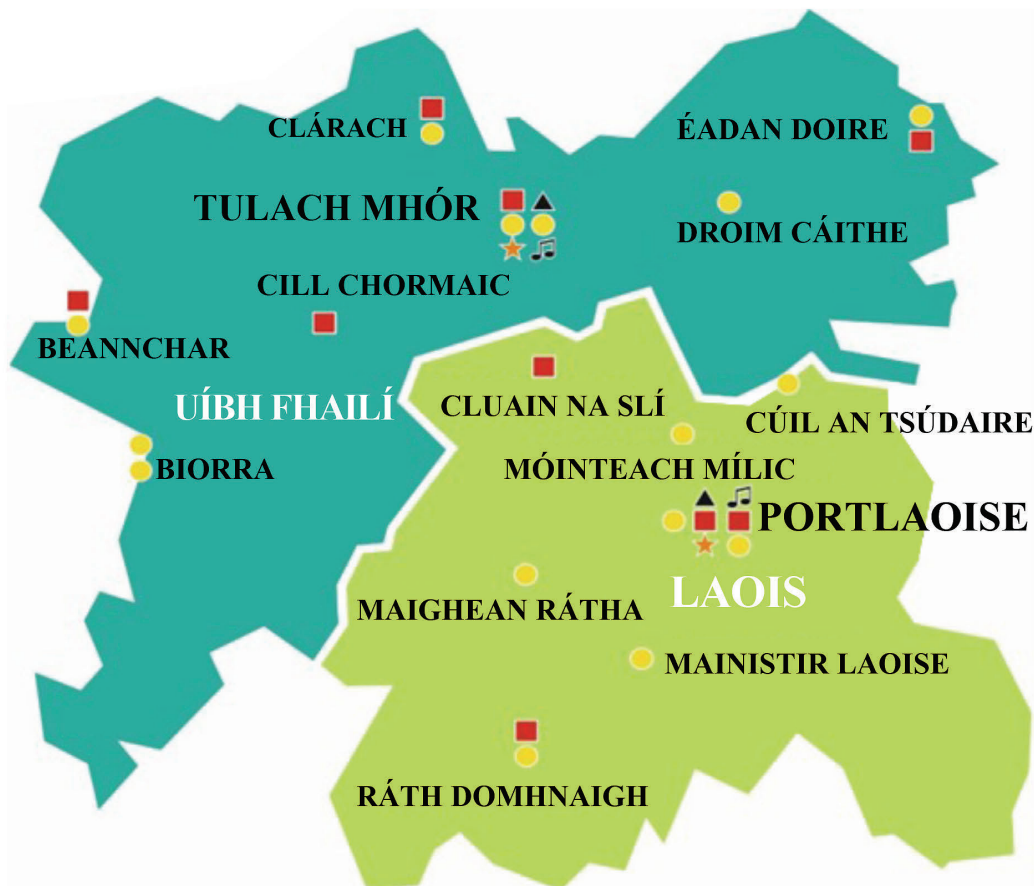 CLÁRACH
ÉADAN DOIRE
TULACH MHÓR
DROIM CÁITHE
CILL CHORMAIC
BEANNCHAR
UÍBH FHAILÍ
CLUAIN NA SLÍ
CÚIL AN TSÚDAIRE
BIORRA
MÓINTEACH MÍLIC
PORTLAOISE
LAOIS
MAIGHEAN RÁTHA
MAINISTIR LAOISE
RÁTH DOMHNAIGH